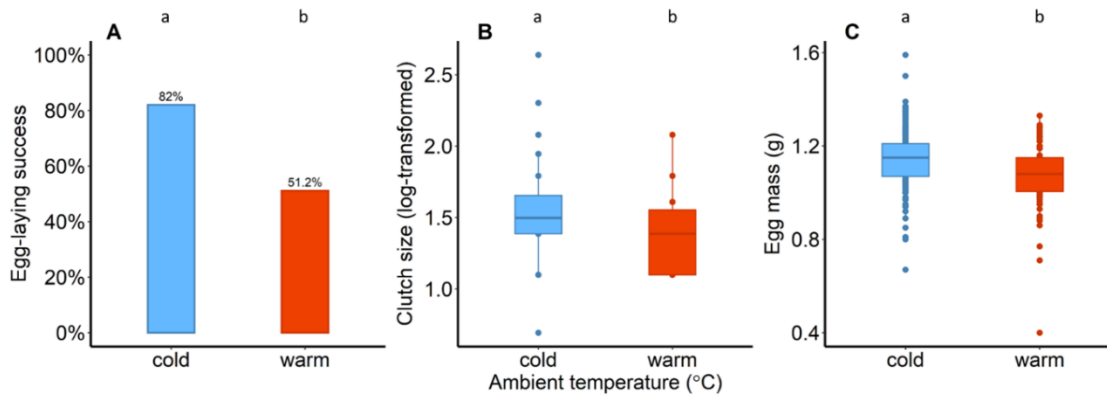 a b a b a b
A B C
Egg-laying success
100%
80%
60%
40%
20%
0%
82%
51.2%
cold warm
Clutch size (log-transformed)
2.5
2.0
1.5
1.0
cold warm
Ambient temperature (°C)
Egg mass (g)
1.6
1.2
0.8
0.4
cold warm